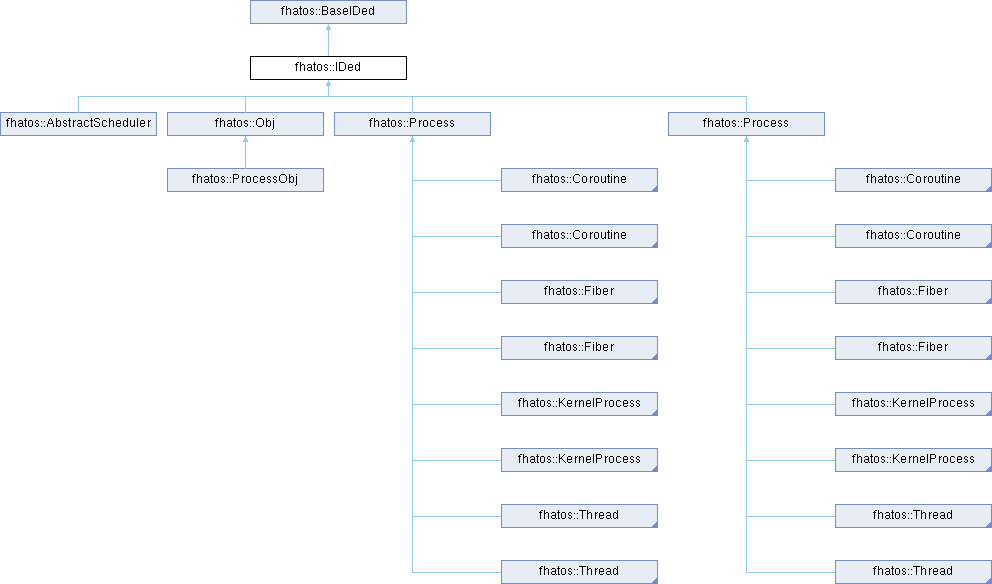 fhatos::BaseIDed
fhatos::IDed
fhatos::AbstractScheduler
fhatos::Obj
fhatos::Process
fhatos::Process
fhatos::ProcessObj
fhatos::Coroutine
fhatos::Coroutine
fhatos::Coroutine
fhatos::Coroutine
fhatos::Fiber
fhatos::Fiber
fhatos::Fiber
fhatos::Fiber
fhatos::KernelProcess
fhatos::KernelProcess
fhatos::KernelProcess
fhatos::KernelProcess
fhatos::Thread
fhatos::Thread
fhatos::Thread
fhatos::Thread